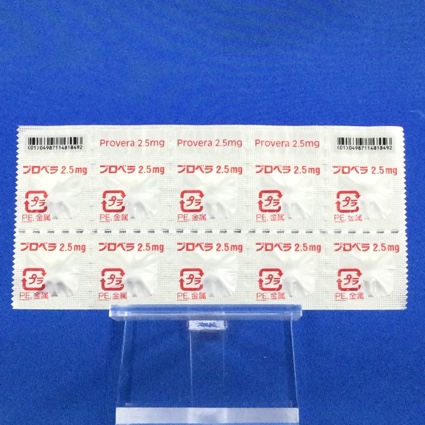 (01)04987114818492 Provera 2.5mg Provera 2.5mg Provera 2.5mg (01)04987114818492
プロベラ 2.5mg プロベラ 2.5mg プロベラ 2.5mg プロベラ 2.5mg プロベラ 2.5mg
プラ プラ プラ プラ プラ
PE,金属 PE,金属 PE,金属 PE,金属 PE,金属
プロベラ 2.5mg プロベラ 2.5mg プロベラ 2.5mg プロベラ 2.5mg プロベラ 2.5mg
プラ プラ プラ プラ プラ
PE,金属 PE,金属 PE,金属 PE,金属 PE,金属